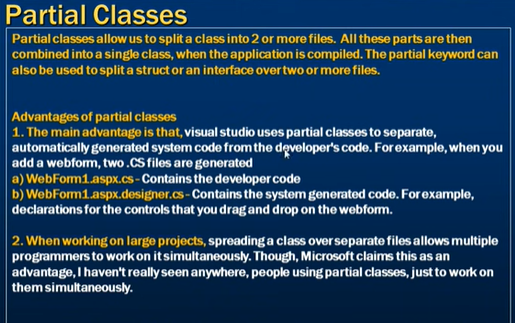 Partial Classes
Partial classes allow us to split a class into 2 or more files.  All these parts are then
combined into a single class, when the application is compiled. The partial keyword can
also be used to split a struct or an interface over two or more files.
Advantages of partial classes
1. The main advantage is that, visual studio uses partial classes to separate,
automatically generated system code from the developer's code. For example, when you
add a webform, two .CS files are generated
a) WebForm1.aspx.cs - Contains the developer code
b) WebForm1.aspx.designer.cs - Contains the system generated code. For example,
declarations for the controls that you drag and drop on the webform.
2. When working on large projects, spreading a class over separate files allows multiple
programmers to work on it simultaneously. Though, Microsoft claims this as an
advantage, I haven't really seen anywhere, people using partial classes, just to work on
them simultaneously.